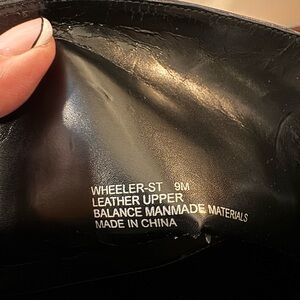 WHEELER-ST 9M
LEATHER UPPER
BALANCE MANMADE MATERIALS
MADE IN CHINA